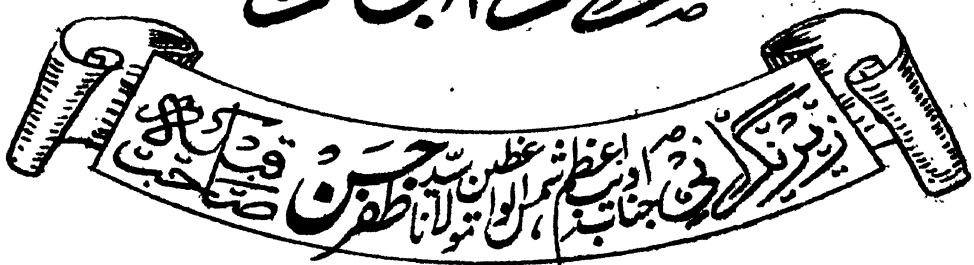 زیر نگرانی جناب ادیب اعظم شمس الواعظین مولانا سید ظفر حسن صاحب قبلہ